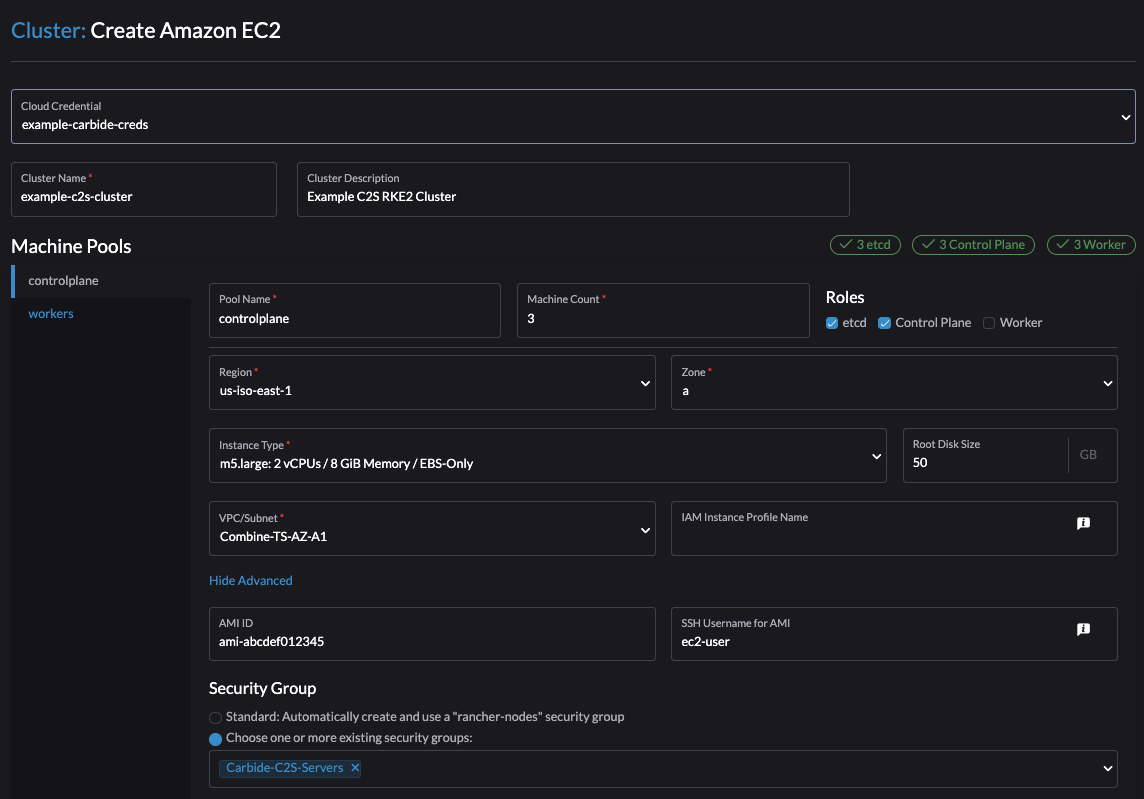 Cluster: Create Amazon EC2
Cloud Credential
example-carbide-creds
Cluster Name *
example-c2s-cluster
Cluster Description
Example C2S RKE2 Cluster
Machine Pools
3 etcd
3 Control Plane
3 Worker
controlplane
workers
Pool Name *
controlplane
Machine Count *
3
Roles
etcd
Control Plane
Worker
Region *
us-iso-east-1
Zone *
a
Instance Type *
m5.large: 2 vCPUs / 8 GiB Memory / EBS-Only
Root Disk Size
50
GB
VPC/Subnet *
Combine-TS-AZ-A1
IAM Instance Profile Name
Hide Advanced
AMI ID
ami-abcdef012345
SSH Username for AMI
ec2-user
Security Group
Standard: Automatically create and use a "rancher-nodes" security group
Choose one or more existing security groups:
Carbide-C2S-Servers